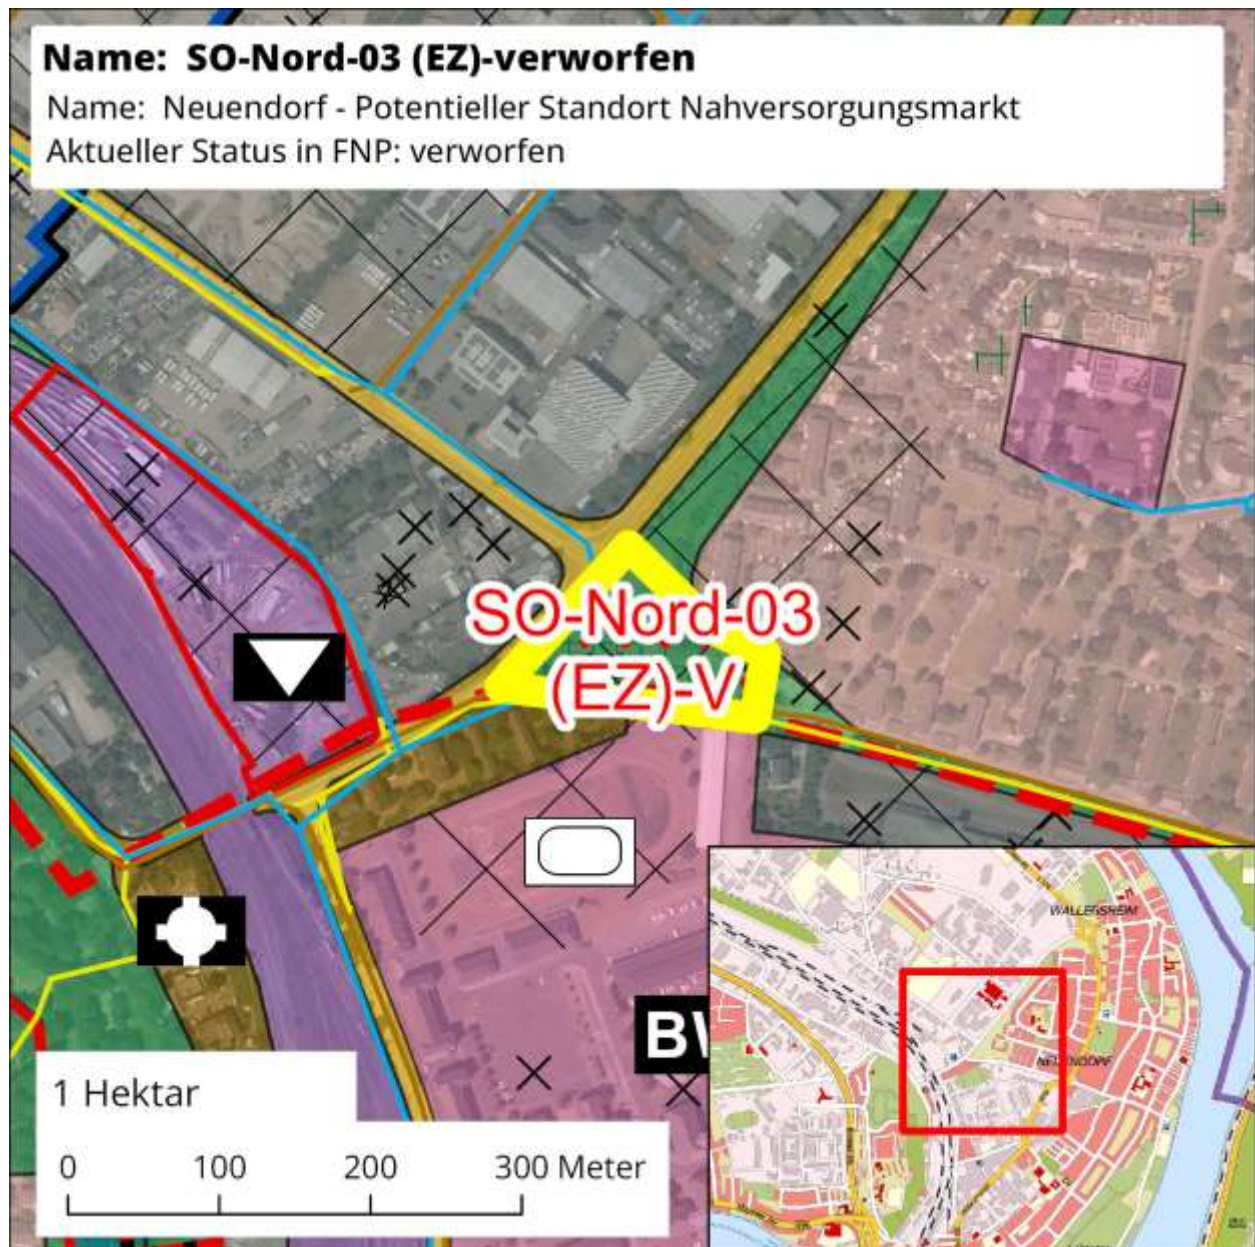 Name: SO-Nord-03 (EZ)-verworfen
Name: Neuendorf - Potentieller Standort Nahversorgungsmarkt
Aktueller Status in FNP: verworfen
SO-Nord-03
(EZ)-V
BW
WALLERSHEIM
NEUENDORF
1 Hektar
0 100 200 300 Meter